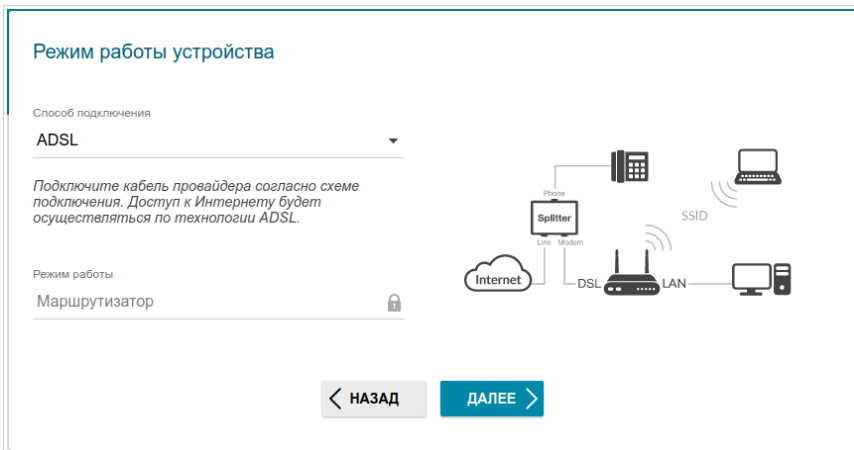 Режим работы устройства
Способ подключения
ADSL
Подключите кабель провайдера согласно схеме
подключения. Доступ к Интернету будет
осуществляться по технологии ADSL.
Режим работы
Маршрутизатор
Phone
Splitter
Line Modem
SSID
Internet
DSL
LAN
НАЗАД
ДАЛЕЕ